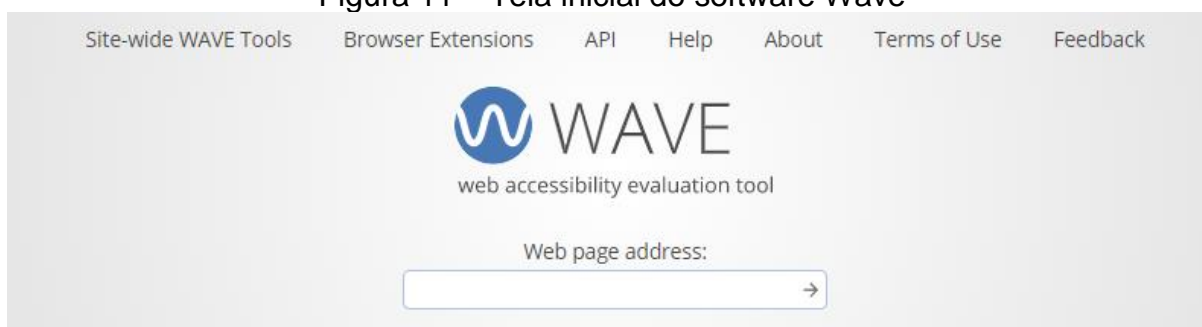 Figura 11 – Tela inicial do software Wave
Site-wide WAVE Tools Browser Extensions API Help About Terms of Use Feedback
WAVE
web accessibility evaluation tool
Web page address:
→